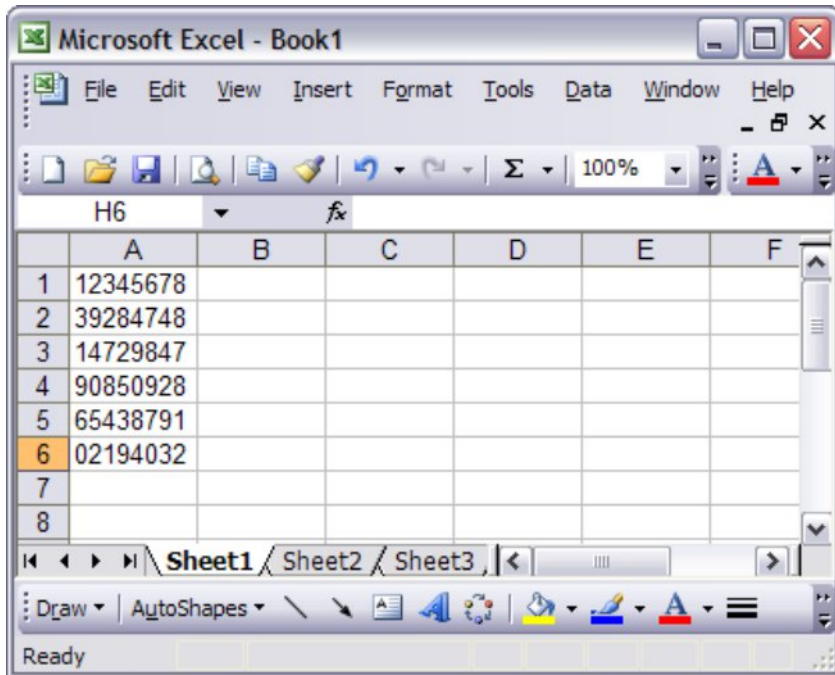 Microsoft Excel - Book1
File Edit View Insert Format Tools Data Window Help
Σ 100% A
H6 fx
A B C D E F
1 12345678
2 39284748
3 14729847
4 90850928
5 65438791
6 02194032
7
8
Sheet1 Sheet2 Sheet3
Draw AutoShapes A A A
Ready